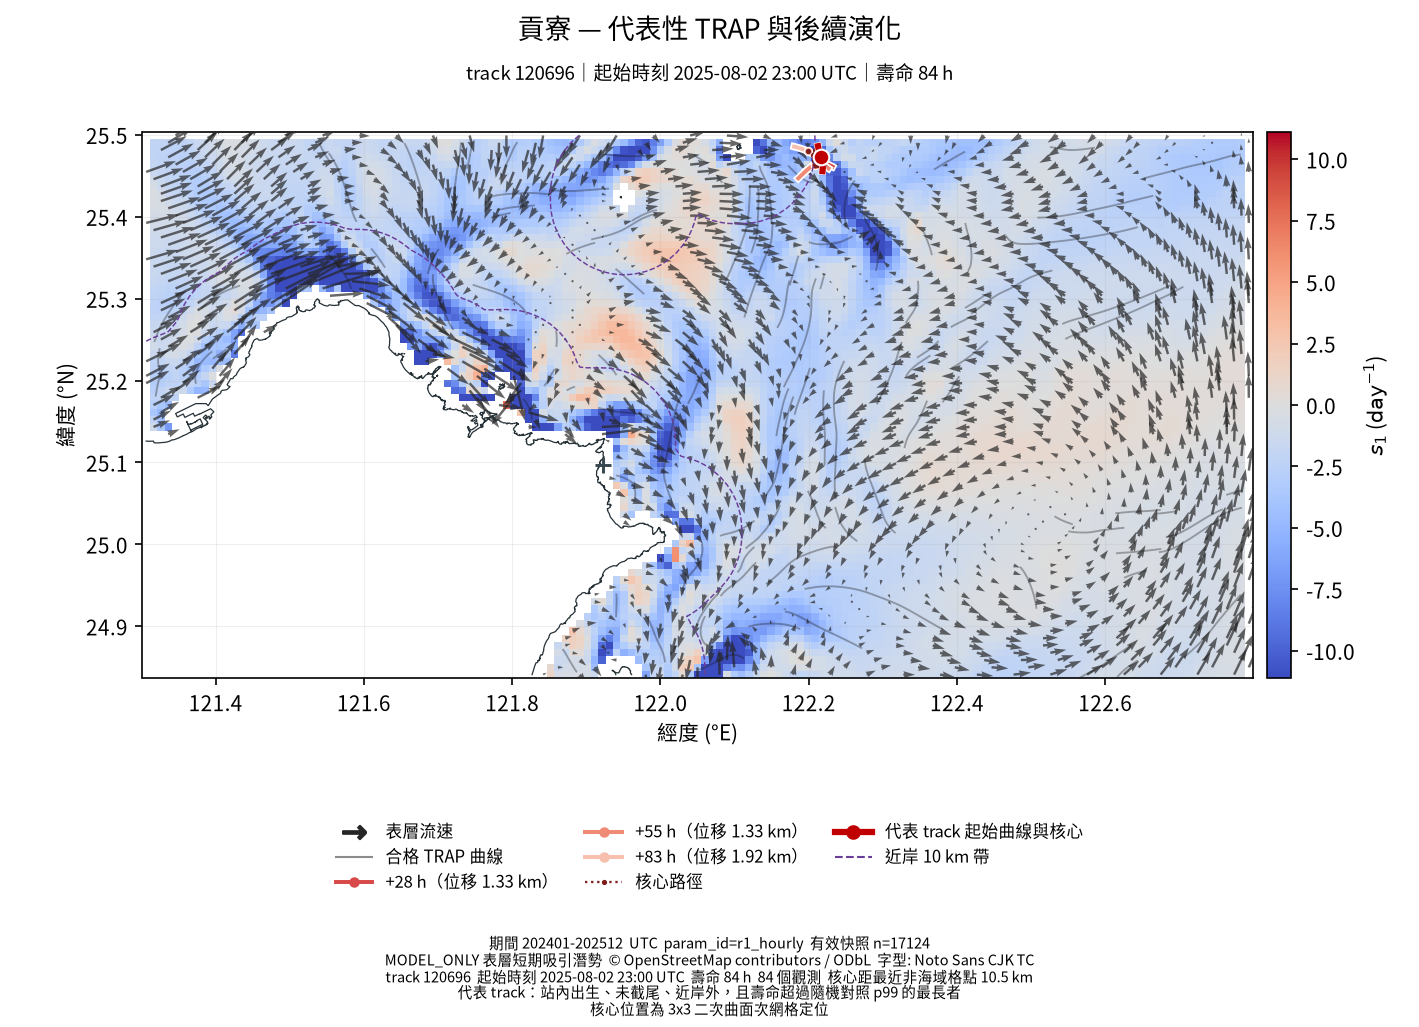 貢寮 — 代表性 TRAP 與後續演化
track 120696｜起始時刻 2025-08-02 23:00 UTC｜壽命 84 h
25.5
25.4
25.3
25.2
25.1
25.0
24.9
緯度 (°N)
121.4
121.6
121.8
122.0
122.2
122.4
122.6
經度 (°E)
10.0
7.5
5.0
2.5
0.0
-2.5
-5.0
-7.5
-10.0
s₁ (day⁻¹)
表層流速
合格 TRAP 曲線
+28 h（位移 1.33 km）
+55 h（位移 1.33 km）
+83 h（位移 1.92 km）
核心路徑
代表 track 起始曲線與核心
近岸 10 km 帶
期間 202401-202512 UTC param_id=r1_hourly 有效快照 n=17124
MODEL_ONLY 表層短期吸引潛勢 © OpenStreetMap contributors / ODbL 字型: Noto Sans CJK TC
track 120696 起始時刻 2025-08-02 23:00 UTC 壽命 84 h 84 個觀測 核心距最近非海域格點 10.5 km
代表 track：站內出生、未截尾、近岸外，且壽命超過隨機對照 p99 的最長者
核心位置為 3x3 二次曲面次網格定位